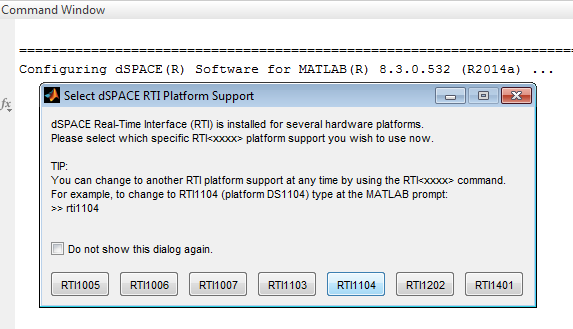 Command Window
==================================================================
Configuring dSPACE(R) Software for MATLAB(R) 8.3.0.532 (R2014a) ...
fx
Select dSPACE RTI Platform Support
dSPACE Real-Time Interface (RTI) is installed for several hardware platforms.
Please select which specific RTI<xxxx> platform support you wish to use now.
TIP:
You can change to another RTI platform support at any time by using the RTI<xxxx> command.
For example, to change to RTI1104 (platform DS1104) type at the MATLAB prompt:
>> rti1104
Do not show this dialog again.
RTI1005 RTI1006 RTI1007 RTI1103 RTI1104 RTI1202 RTI1401